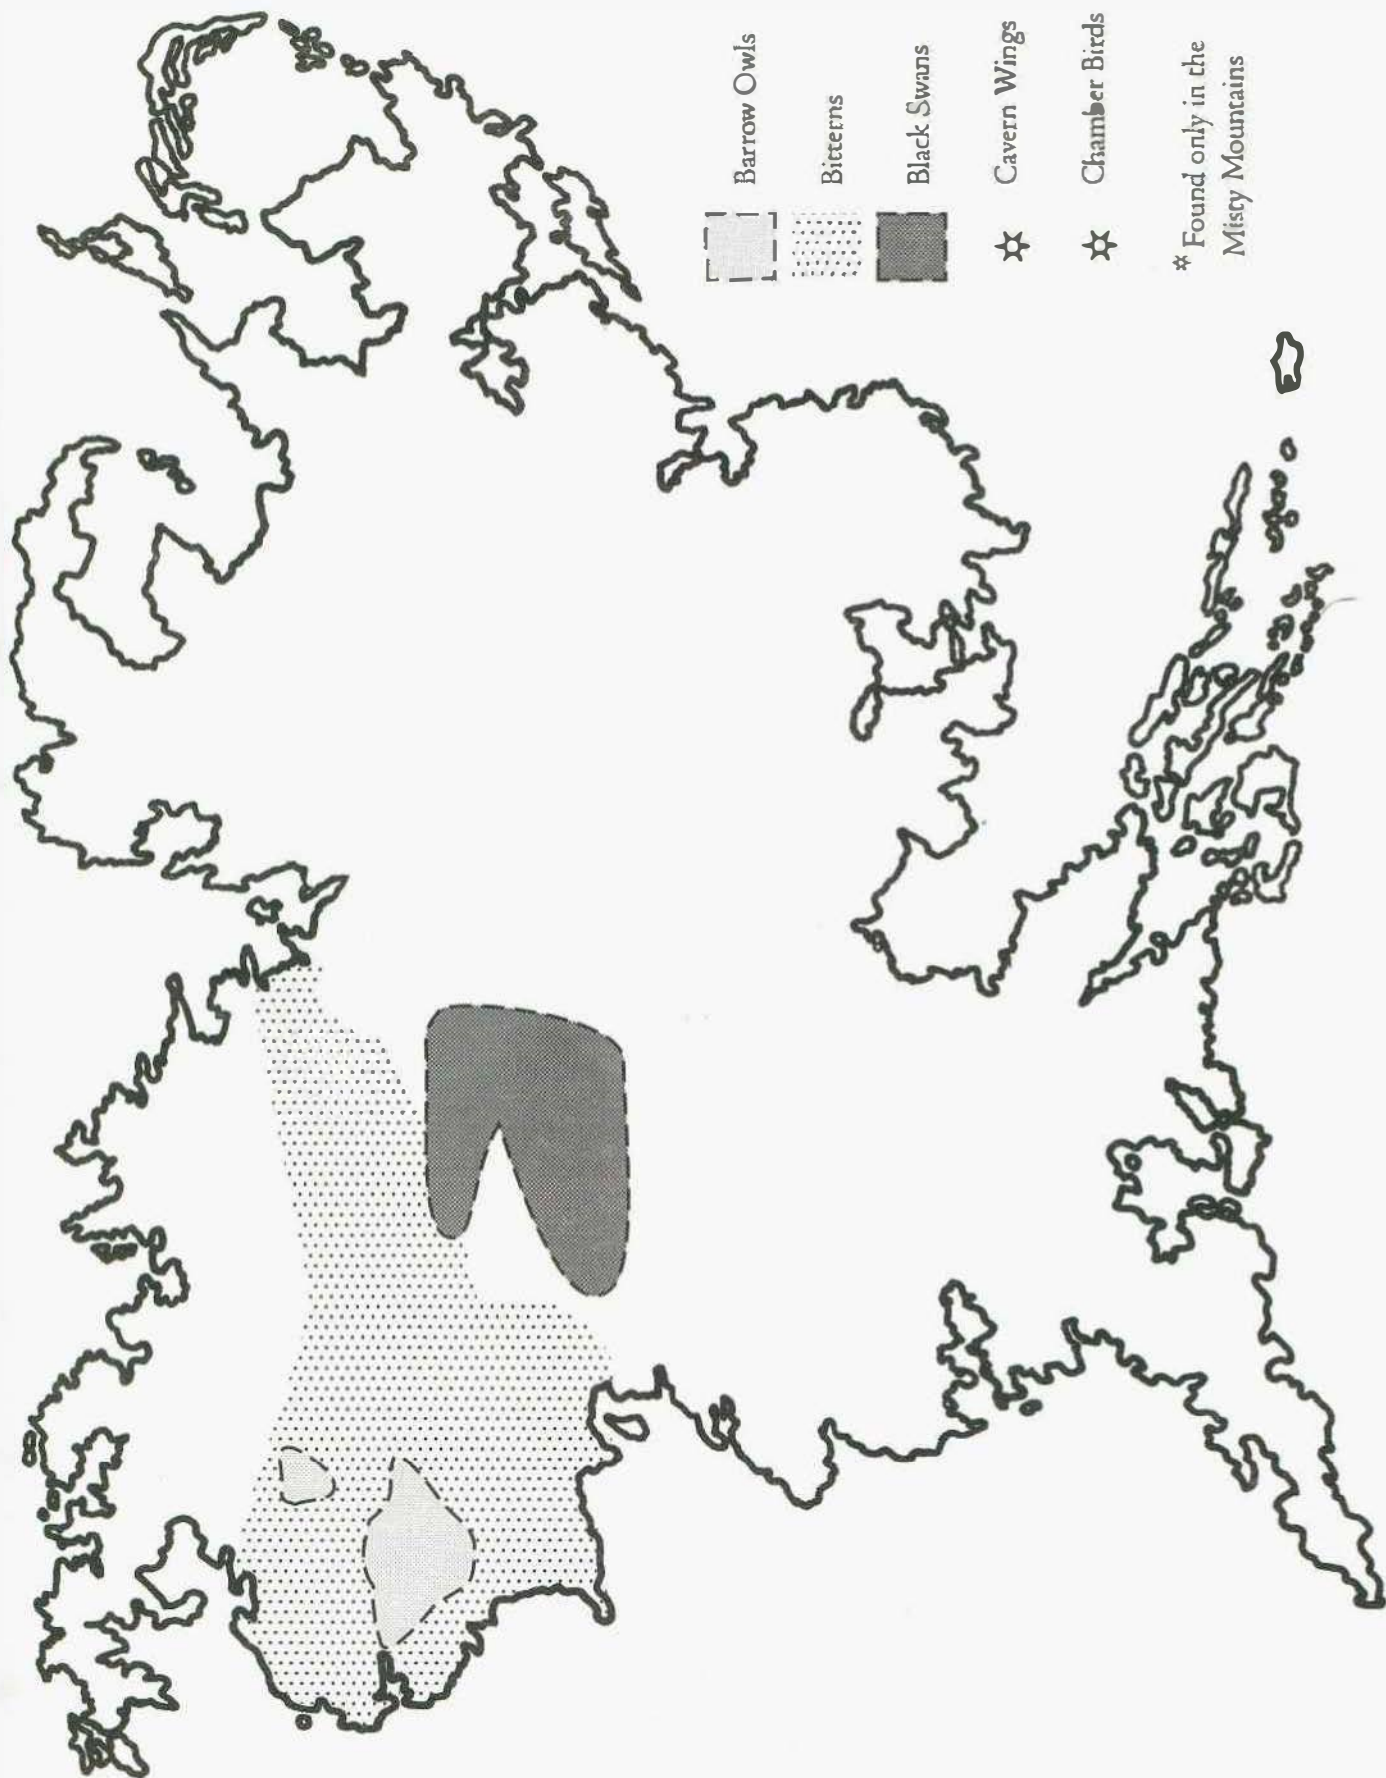 Barrow Owls
Bitterns
Black Swans
Cavern Wings
Chamber Birds
* Found only in the
Misty Mountains